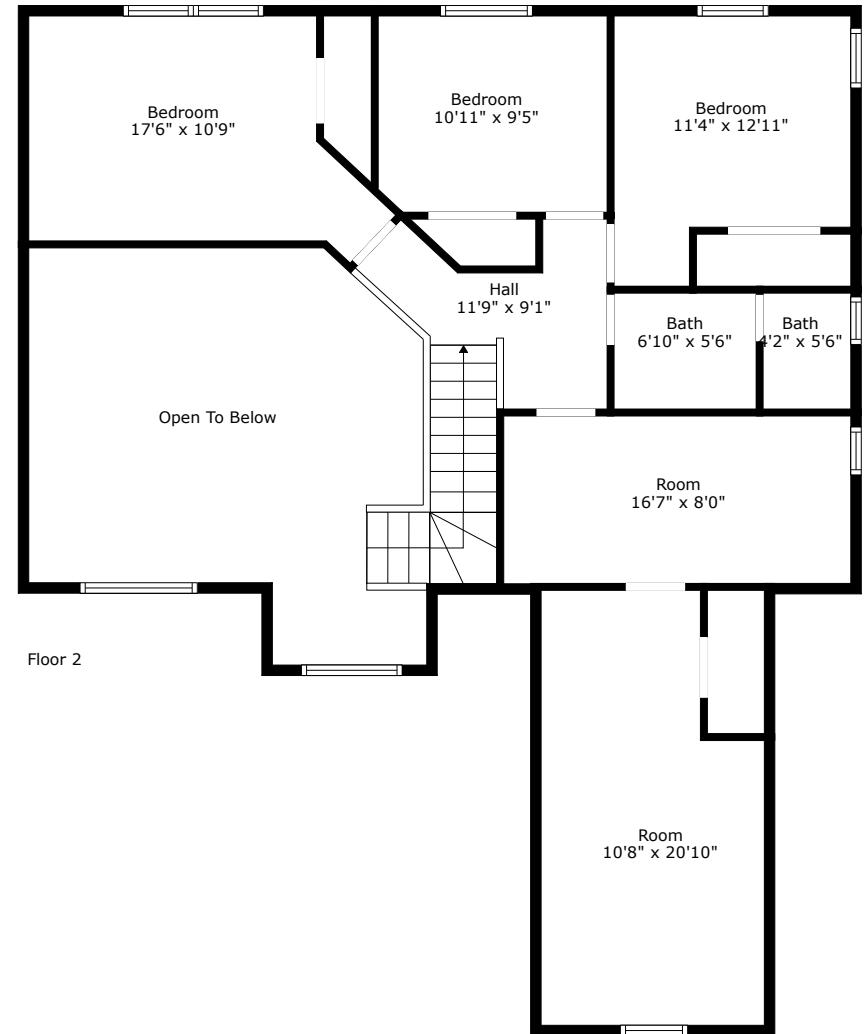 Bedroom
17'6" x 10'9"
Bedroom
10'11" x 9'5"
Bedroom
11'4" x 12'11"
Hall
11'9" x 9'1"
Bath
6'10" x 5'6"
Bath
4'2" x 5'6"
Open To Below
Room
16'7" x 8'0"
Floor 2
Room
10'8" x 20'10"